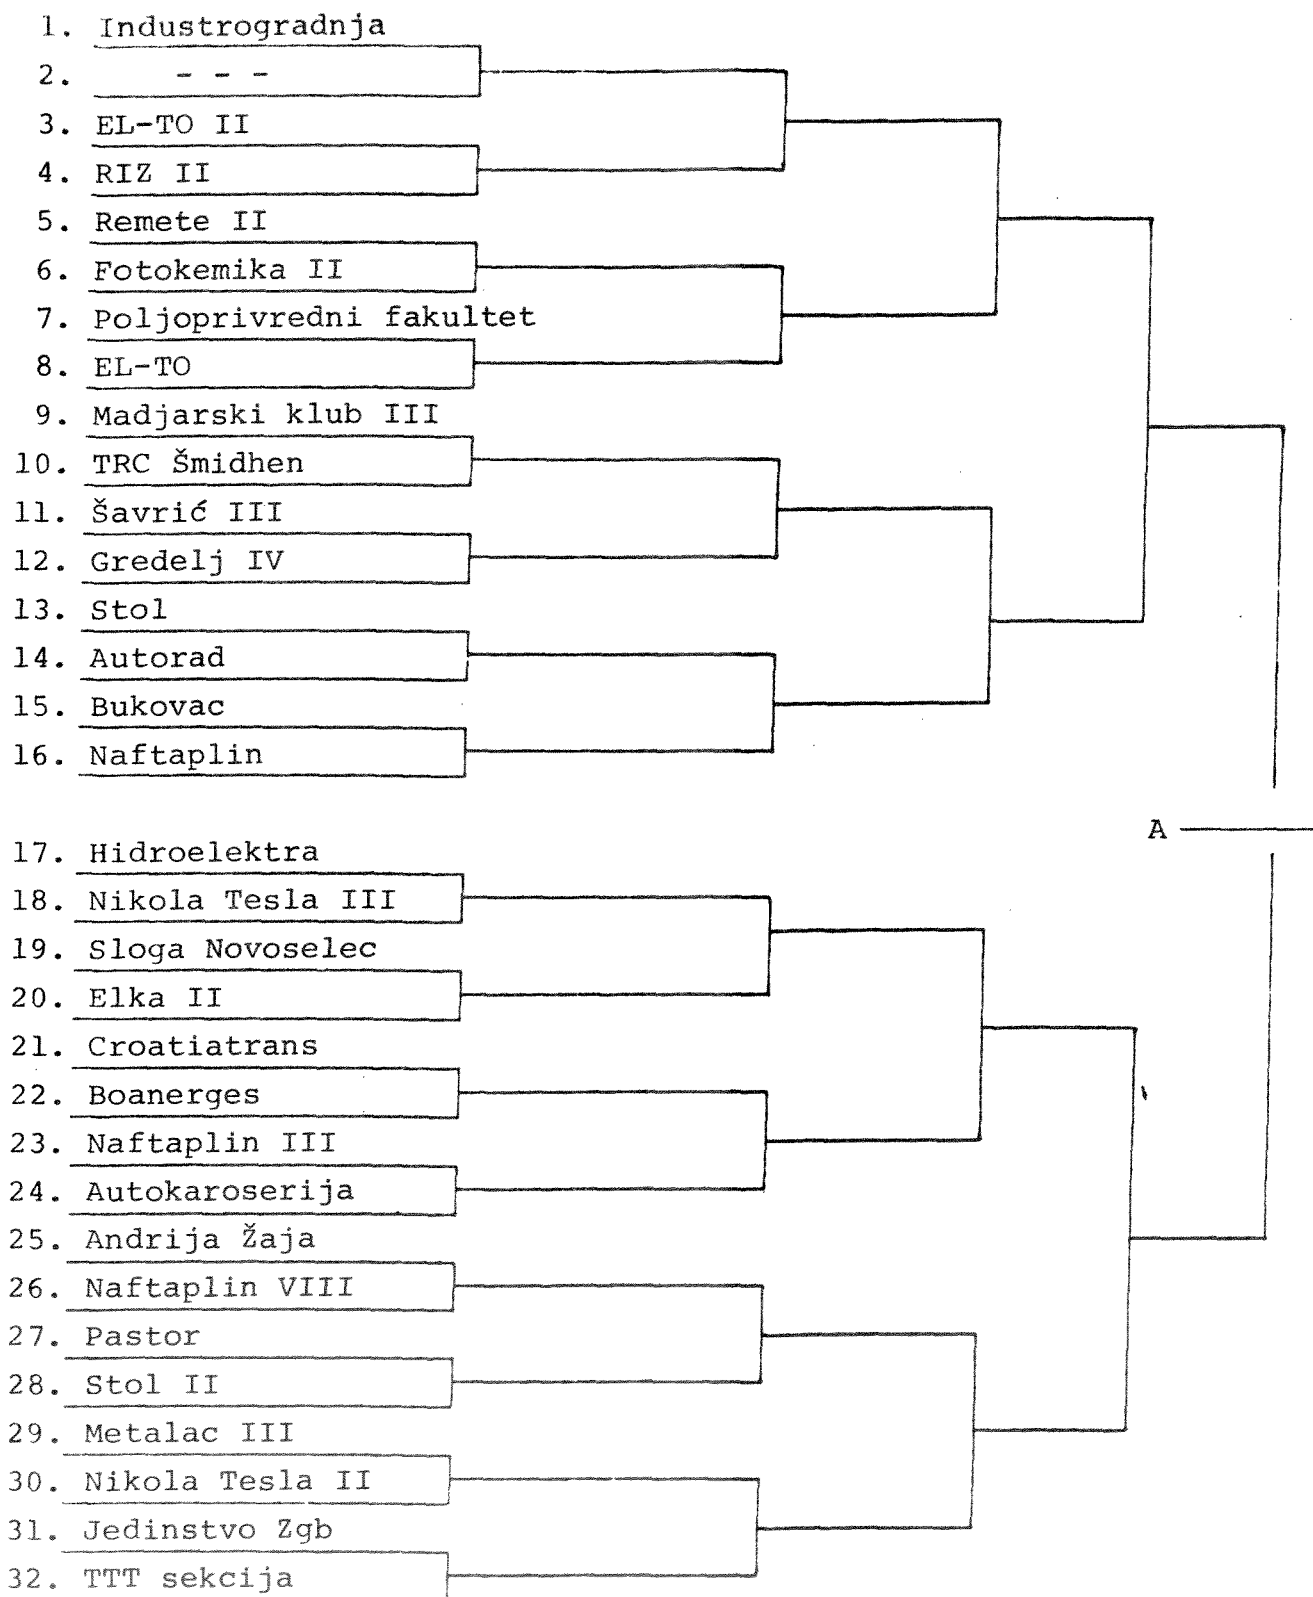 1. Industrogradnja
2. - - -
3. EL-TO II
4. RIZ II
5. Remete II
6. Fotokemika II
7. Poljoprivredni fakultet
8. EL-TO
9. Madjarski klub III
10. TRC Šmidhen
11. Šavrić III
12. Gredelj IV
13. Stol
14. Autorad
15. Bukovac
16. Naftaplin
A
17. Hidroelektra
18. Nikola Tesla III
19. Sloga Novoselec
20. Elka II
21. Croatiatrans
22. Boanerges
23. Naftaplin III
24. Autokaroserija
25. Andrija Žaja
26. Naftaplin VIII
27. Pastor
28. Stol II
29. Metalac III
30. Nikola Tesla II
31. Jedinstvo Zgb
32. TTT sekcija